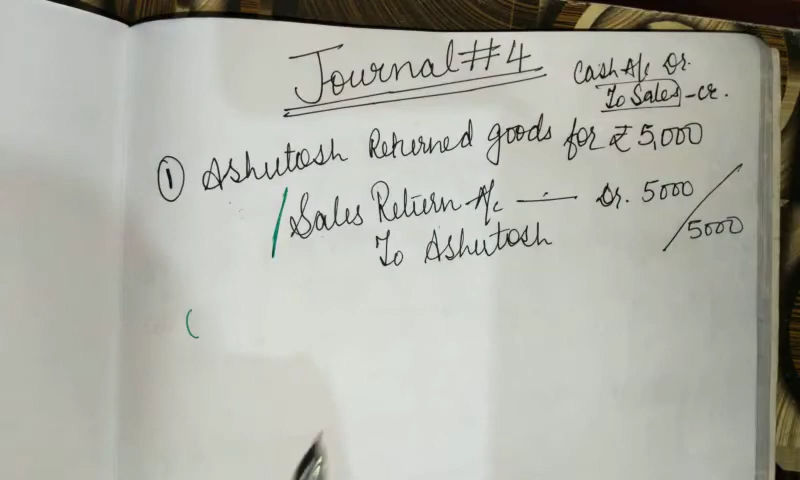 Journal #4
Cash A/c Dr.
To Sales - cr.
① Ashutosh Returned goods for ₹ 5,000
Sales Return A/c — Dr. 5000
To Ashutosh 5000
(